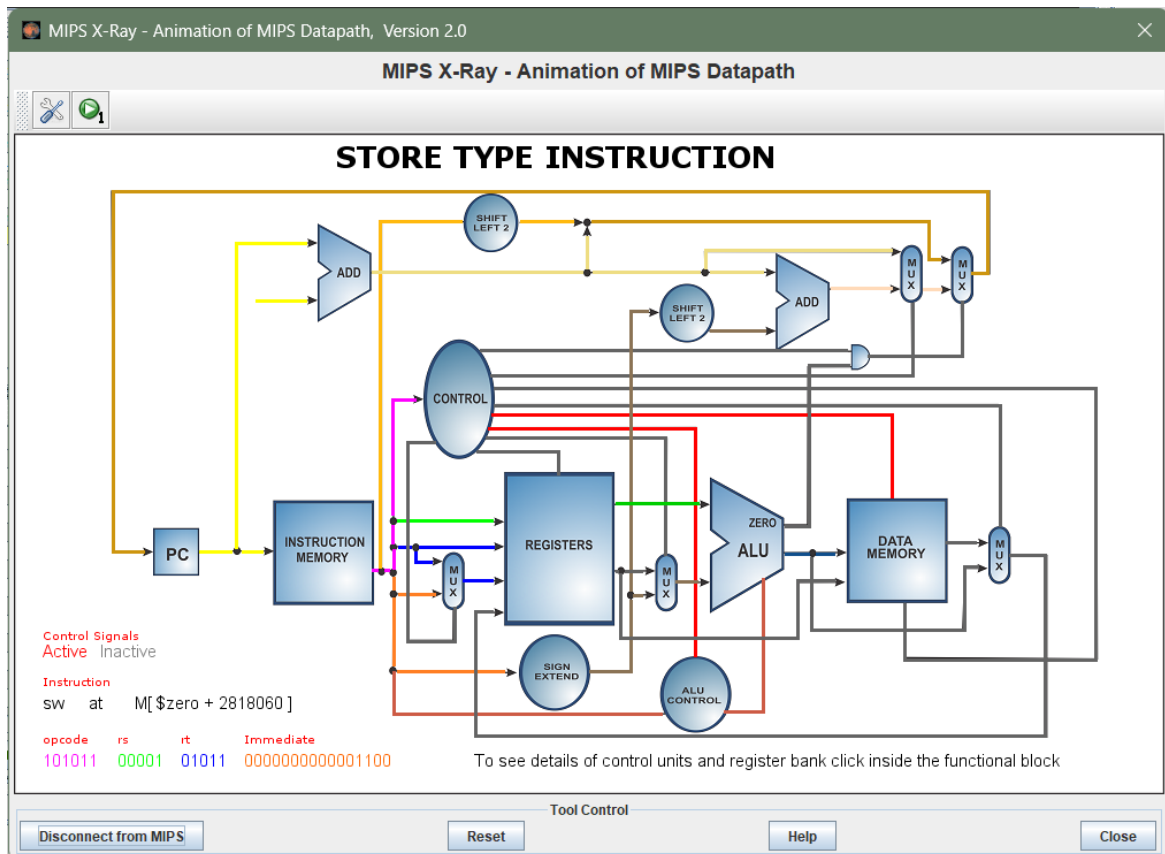 MIPS X-Ray - Animation of MIPS Datapath, Version 2.0
MIPS X-Ray - Animation of MIPS Datapath
1
STORE TYPE INSTRUCTION
SHIFT
LEFT 2
ADD
MUX
MUX
SHIFT
LEFT 2
ADD
CONTROL
PC
INSTRUCTION
MEMORY
MUX
REGISTERS
MUX
ZERO
ALU
DATA
MEMORY
MUX
SIGN
EXTEND
ALU
CONTROL
Control Signals
Active Inactive
Instruction
sw at M[ $zero + 2818060 ]
opcode rs rt Immediate
101011 00001 01011 0000000000001100
To see details of control units and register bank click inside the functional block
Tool Control
Disconnect from MIPS Reset Help Close